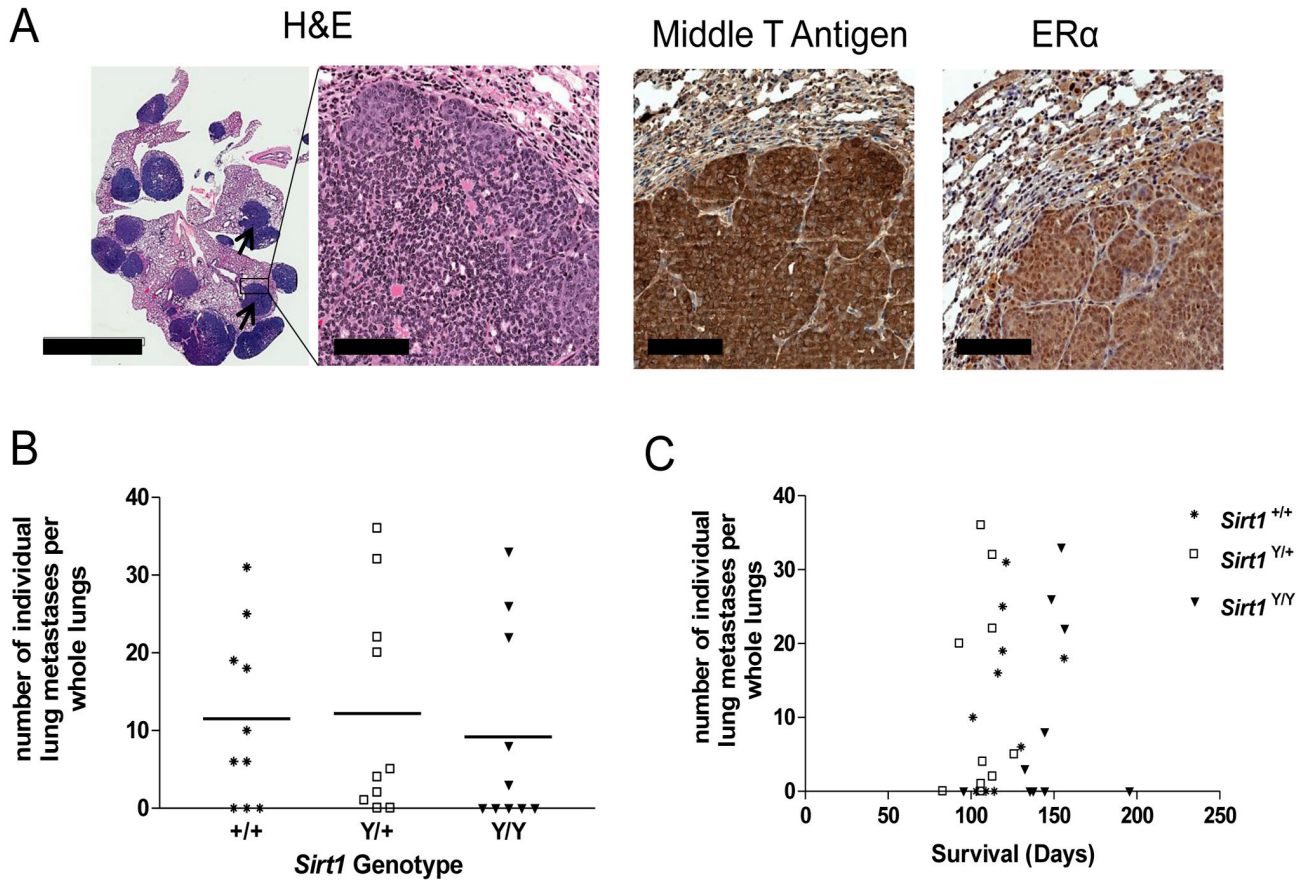 A
H&E
Middle T Antigen
ERα
B
number of individual
lung metastases per
whole lungs
40
30
20
10
0
+/+
Y/+
Y/Y
Sirt1 Genotype
C
number of individual
lung metastases per
whole lungs
40
30
20
10
0
0
50
100
150
200
250
Survival (Days)
Sirt1 +/+
Sirt1 Y/+
Sirt1 Y/Y